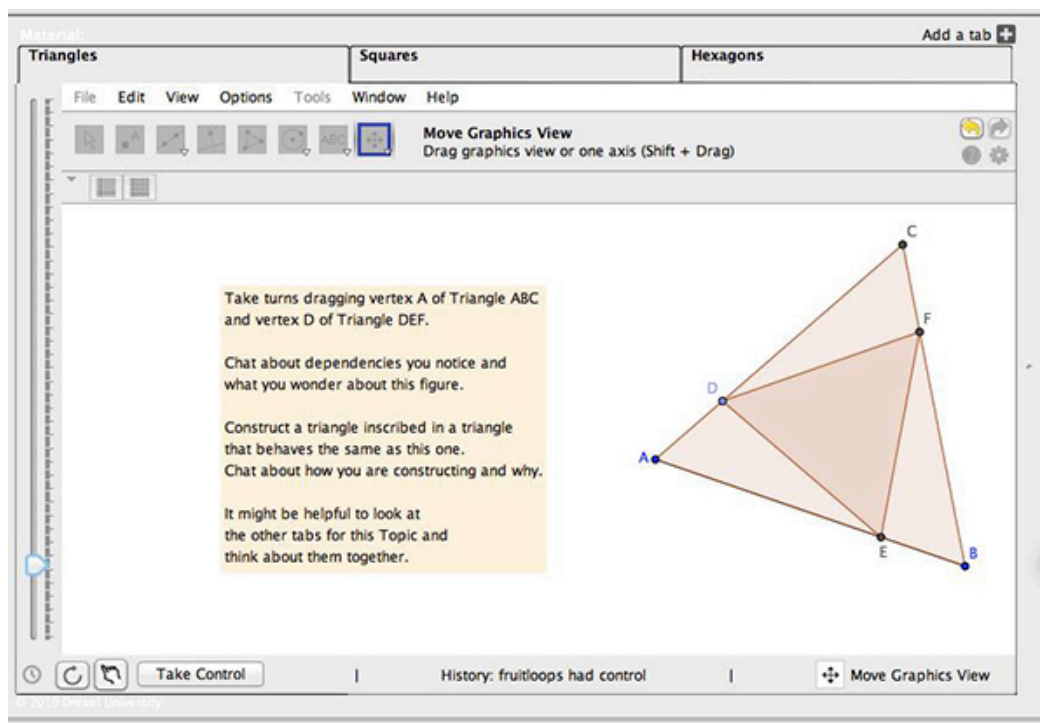 Material:
Add a tab
Triangles
Squares
Hexagons
File Edit View Options Tools Window Help
ABC
Move Graphics View
Drag graphics view or one axis (Shift + Drag)
Take turns dragging vertex A of Triangle ABC
and vertex D of Triangle DEF.
Chat about dependencies you notice and
what you wonder about this figure.
Construct a triangle inscribed in a triangle
that behaves the same as this one.
Chat about how you are constructing and why.
It might be helpful to look at
the other tabs for this Topic and
think about them together.
C
F
D
A
E
B
Take Control
History: fruitloops had control
Move Graphics View
© 2010 Drexel University